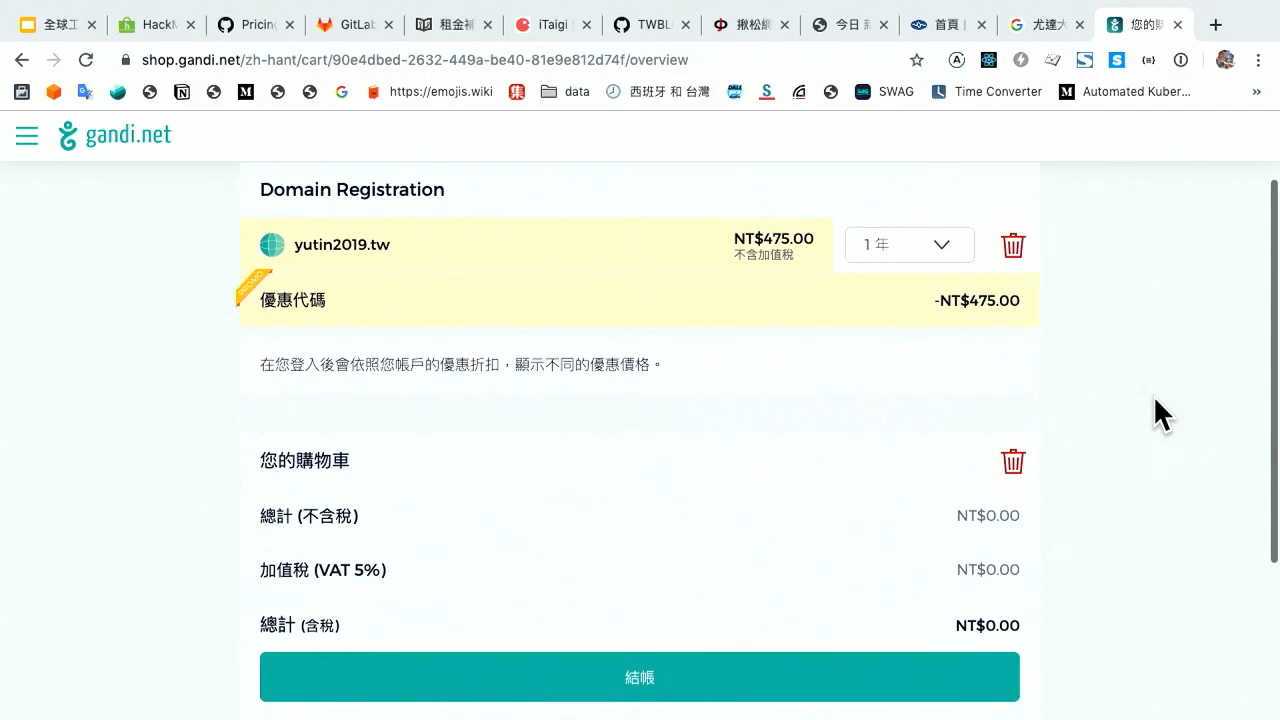 全球工
HackM
Pricing
GitLab
租金補
iTaigi
TWBL
揪松網
今日 新
首頁 |
尤達大
您的購
shop.gandi.net/zh-hant/cart/90e4dbed-2632-449a-be40-81e9e812d74f/overview
https://emojis.wiki
集
data
西班牙 和 台灣
SWAG
Time Converter
Automated Kuber...
»
gandi.net
Domain Registration
yutin2019.tw
NT$475.00
不含加值稅
1 年
PROMO
優惠代碼
-NT$475.00
在您登入後會依照您帳戶的優惠折扣，顯示不同的優惠價格。
您的購物車
總計 (不含稅)
NT$0.00
加值稅 (VAT 5%)
NT$0.00
總計 (含稅)
NT$0.00
結帳